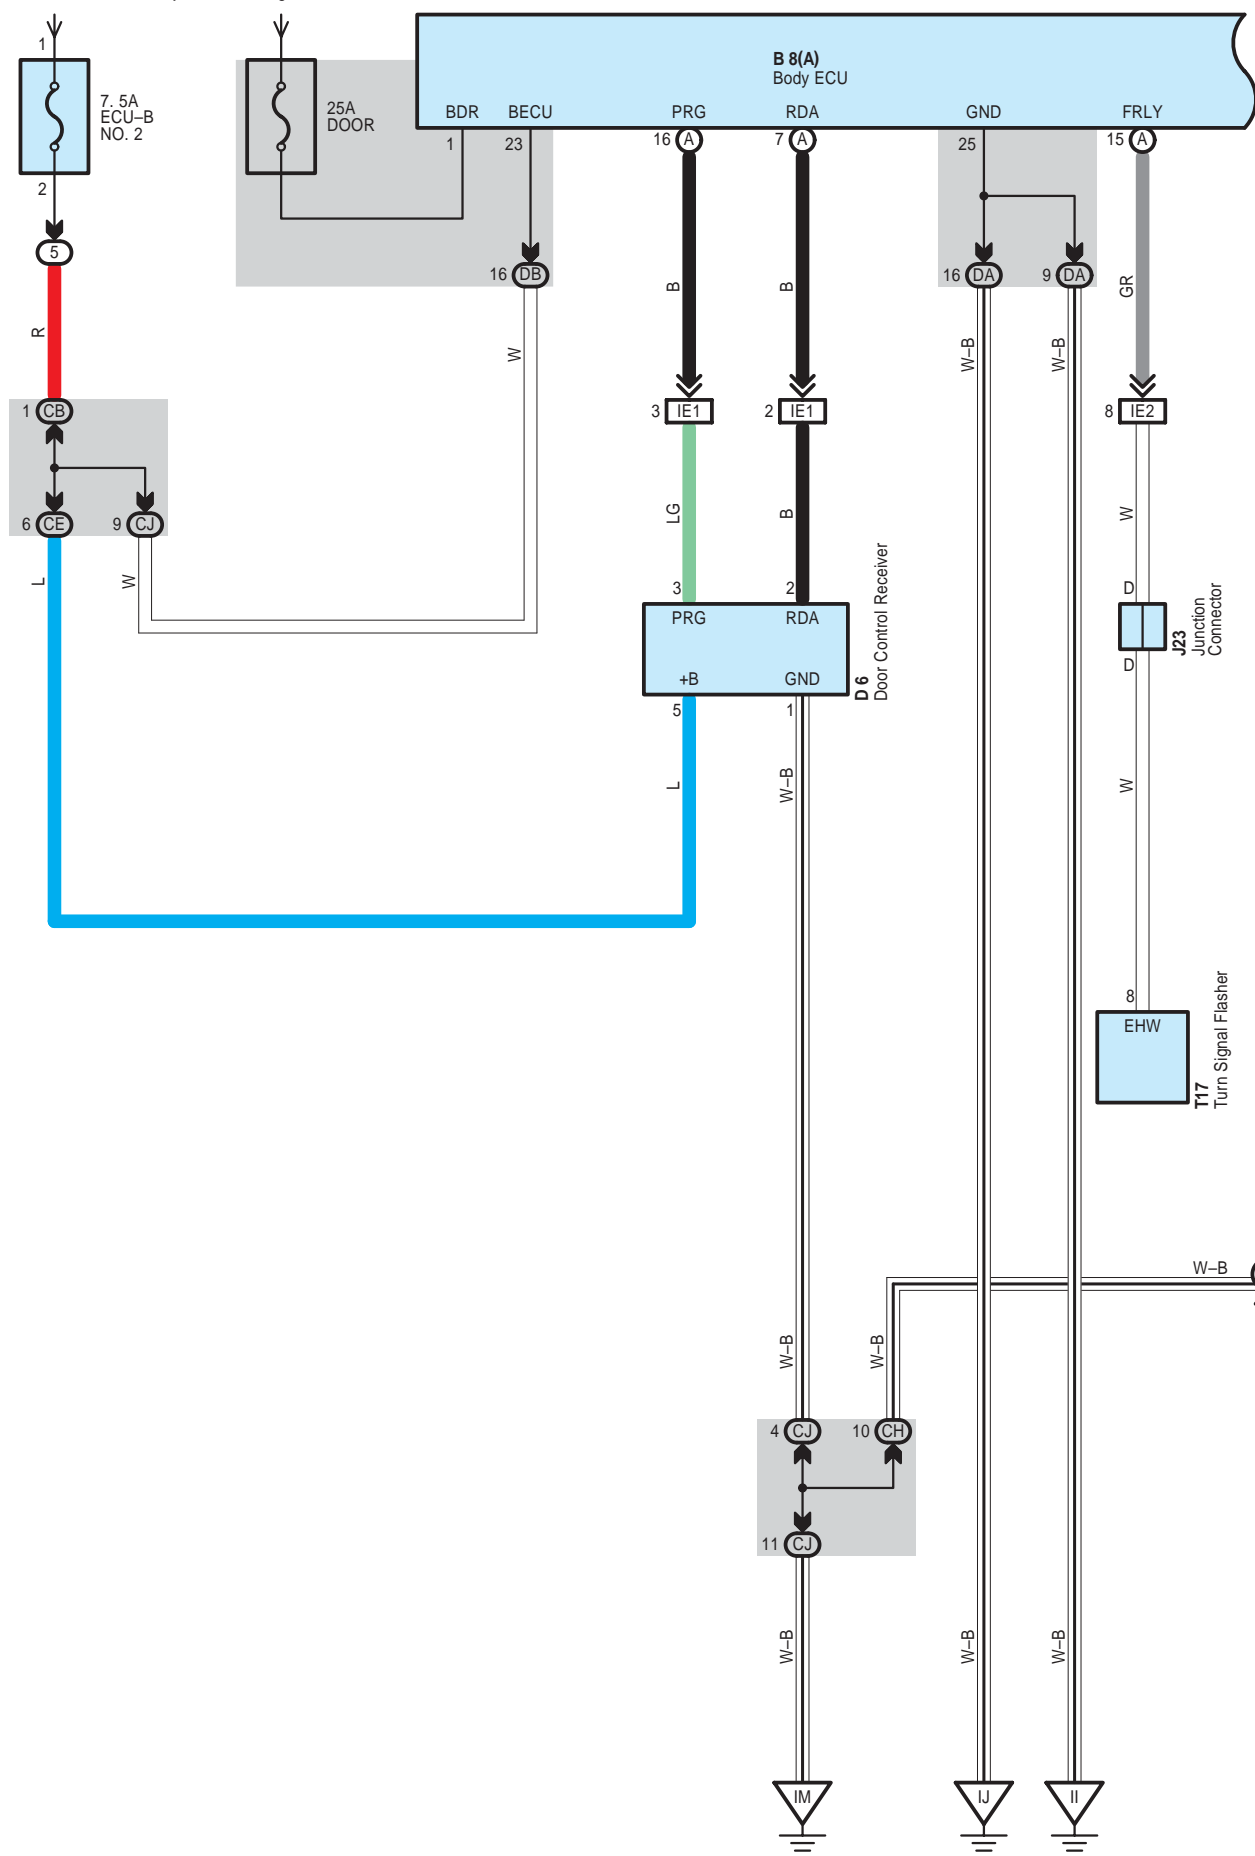 1
7. 5A
ECU–B
NO. 2
2
5
25A
DOOR
B 8(A)
Body ECU
BDR
BECU
PRG
RDA
GND
FRLY
1
23
16
A
7
A
25
15
A
16
DB
16
DA
9
DA
R
W
B
B
W–B
W–B
GR
1
CB
3
IE1
2
IE1
8
IE2
6
CE
9
CJ
L
W
LG
B
W
3
2
PRG
RDA
+B
GND
D 6
Door Control Receiver
5
1
D
J23
Junction
Connector
D
L
W–B
W
8
EHW
T17
Turn Signal Flasher
W–B
W–B
W–B
4
CJ
10
CH
11
CJ
W–B
W–B
W–B
IM
IJ
II